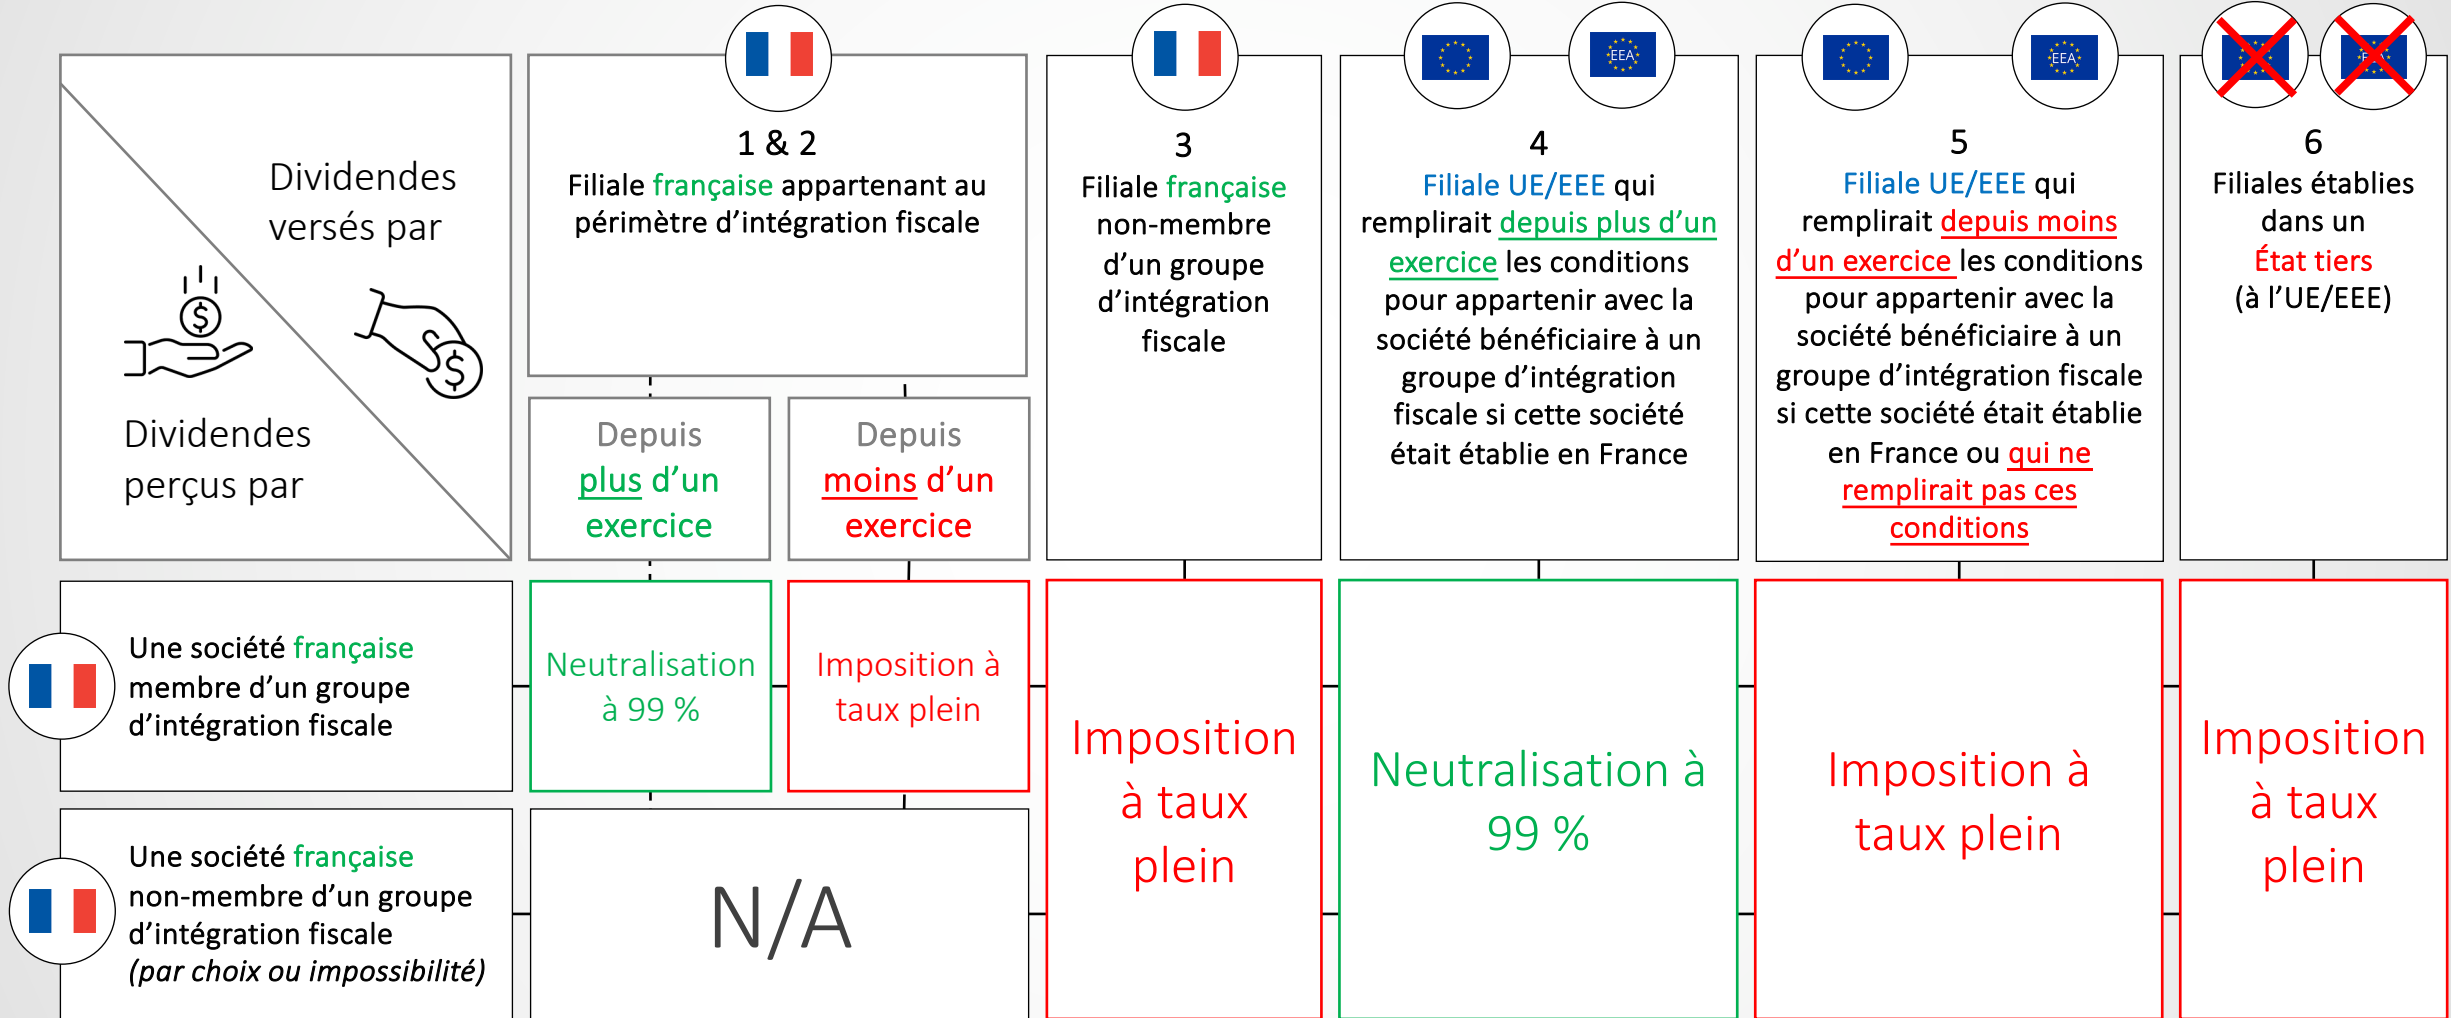 Dividendes
versés par
Dividendes
perçus par
1 & 2
Filiale française appartenant au
périmètre d’intégration fiscale
Depuis
plus d’un
exercice
Depuis
moins d’un
exercice
3
Filiale française
non-membre
d’un groupe
d’intégration
fiscale
EEA
4
Filiale UE/EEE qui
remplirait depuis plus d’un
exercice les conditions
pour appartenir avec la
société bénéficiaire à un
groupe d’intégration
fiscale si cette société
était établie en France
EEA
5
Filiale UE/EEE qui
remplirait depuis moins
d’un exercice les conditions
pour appartenir avec la
société bénéficiaire à un
groupe d’intégration fiscale
si cette société était établie
en France ou qui ne
remplirait pas ces
conditions
6
Filiales établies
dans un
État tiers
(à l’UE/EEE)
Une société française
membre d’un groupe
d’intégration fiscale
Neutralisation
à 99 %
Imposition à
taux plein
Imposition
à taux
plein
Neutralisation à
99 %
Imposition à
taux plein
Imposition
à taux
plein
Une société française
non-membre d’un groupe
d’intégration fiscale
(par choix ou impossibilité)
N/A